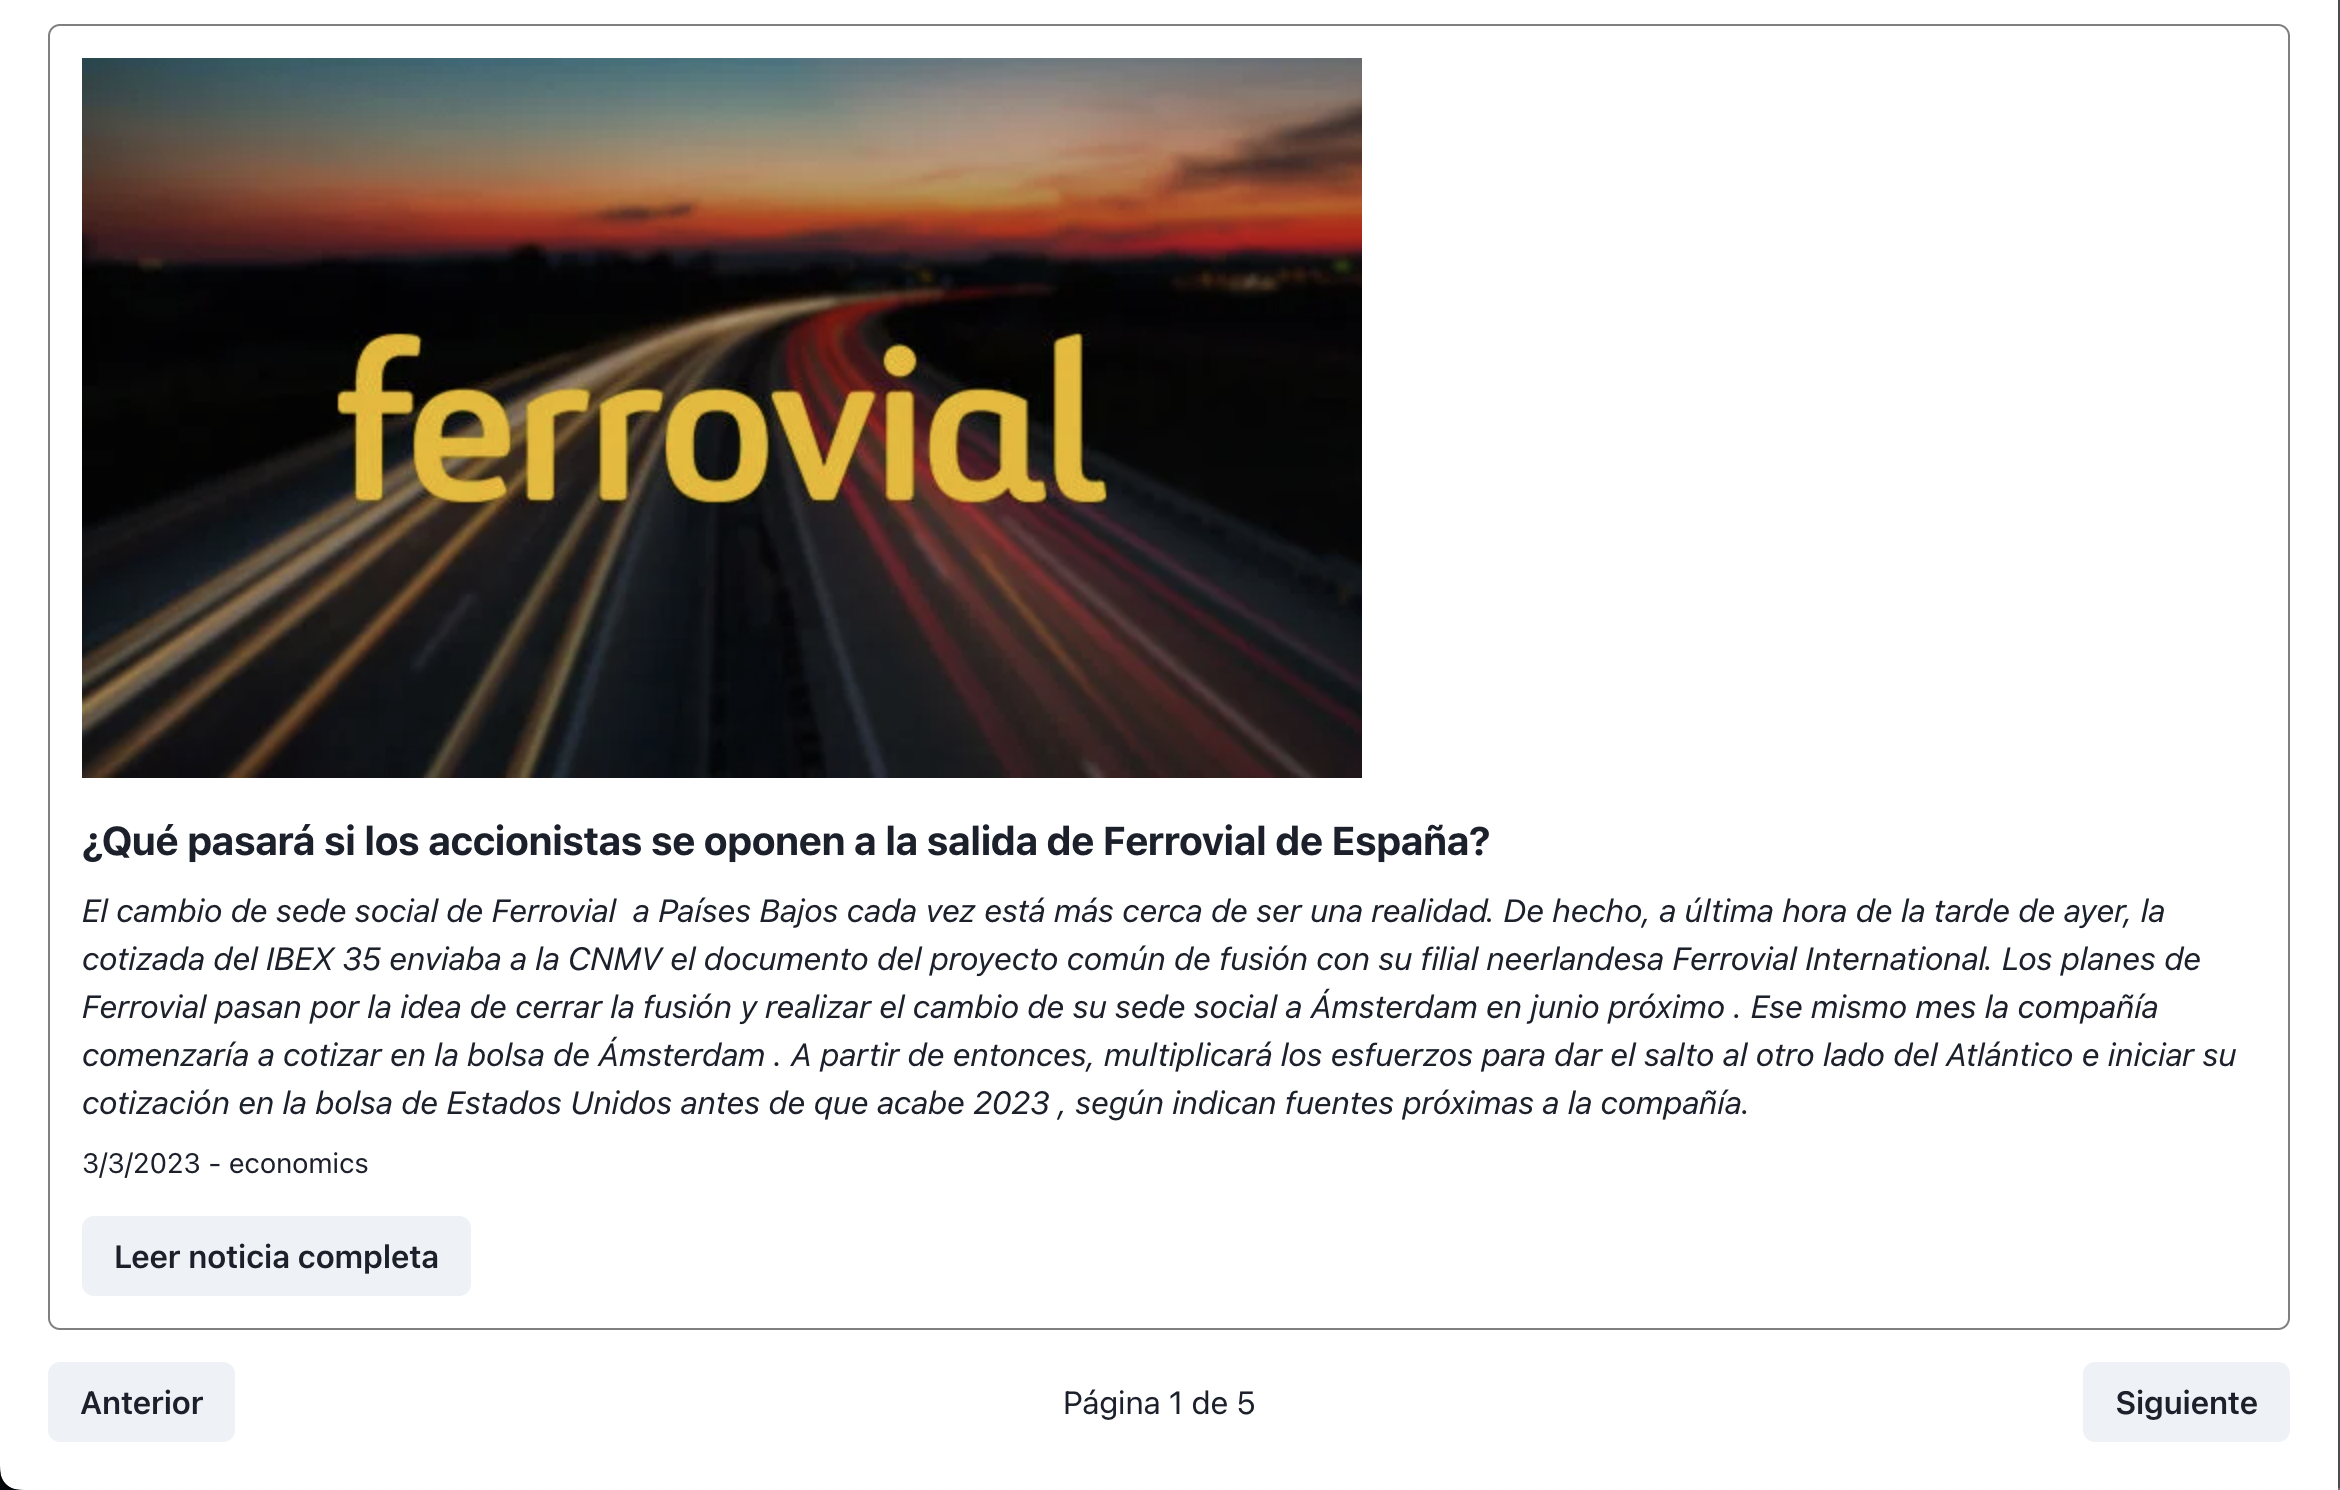 ferrovial
¿Qué pasará si los accionistas se oponen a la salida de Ferrovial de España?
El cambio de sede social de Ferrovial  a Países Bajos cada vez está más cerca de ser una realidad. De hecho, a última hora de la tarde de ayer, la
cotizada del IBEX 35 enviaba a la CNMV el documento del proyecto común de fusión con su filial neerlandesa Ferrovial International. Los planes de
Ferrovial pasan por la idea de cerrar la fusión y realizar el cambio de su sede social a Ámsterdam en junio próximo . Ese mismo mes la compañía
comenzaría a cotizar en la bolsa de Ámsterdam . A partir de entonces, multiplicará los esfuerzos para dar el salto al otro lado del Atlántico e iniciar su
cotización en la bolsa de Estados Unidos antes de que acabe 2023 , según indican fuentes próximas a la compañía.
3/3/2023 - economics
Leer noticia completa
Anterior
Página 1 de 5
Siguiente